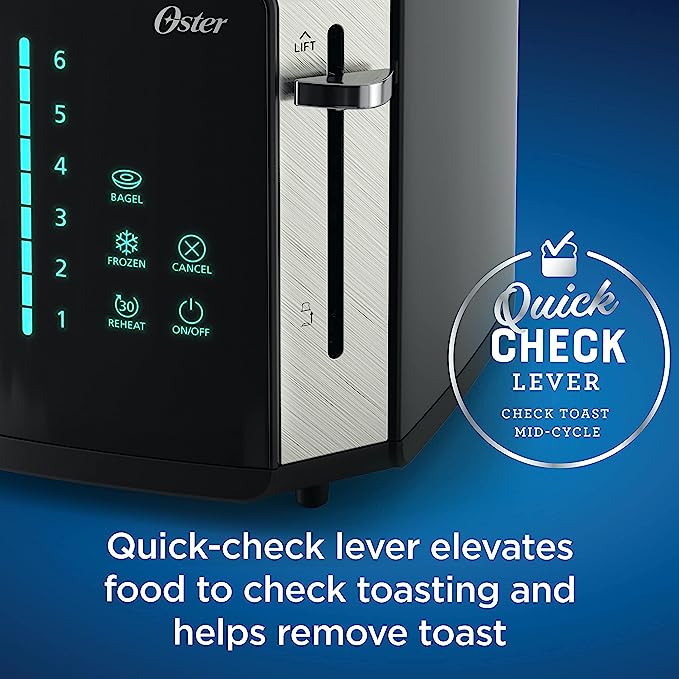 Oster
LIFT
6
5
4
3
2
1
BAGEL
FROZEN
CANCEL
30
REHEAT
ON/OFF
Quick
CHECK
LEVER
CHECK TOAST
MID-CYCLE
Quick-check lever elevates
food to check toasting and
helps remove toast